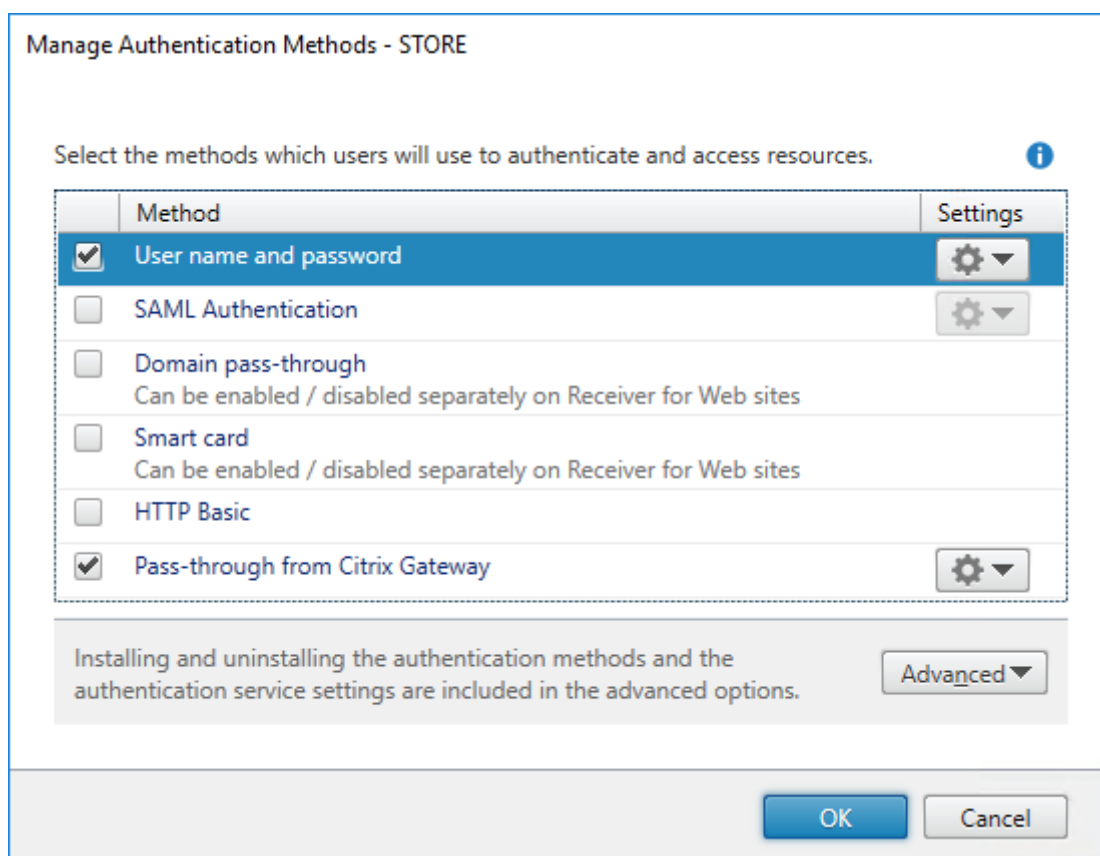 Manage Authentication Methods - STORE
Select the methods which users will use to authenticate and access resources.
Method Settings
User name and password
SAML Authentication
Domain pass-through
Can be enabled / disabled separately on Receiver for Web sites
Smart card
Can be enabled / disabled separately on Receiver for Web sites
HTTP Basic
Pass-through from Citrix Gateway
Installing and uninstalling the authentication methods and the
authentication service settings are included in the advanced options.
Advanced
OK Cancel